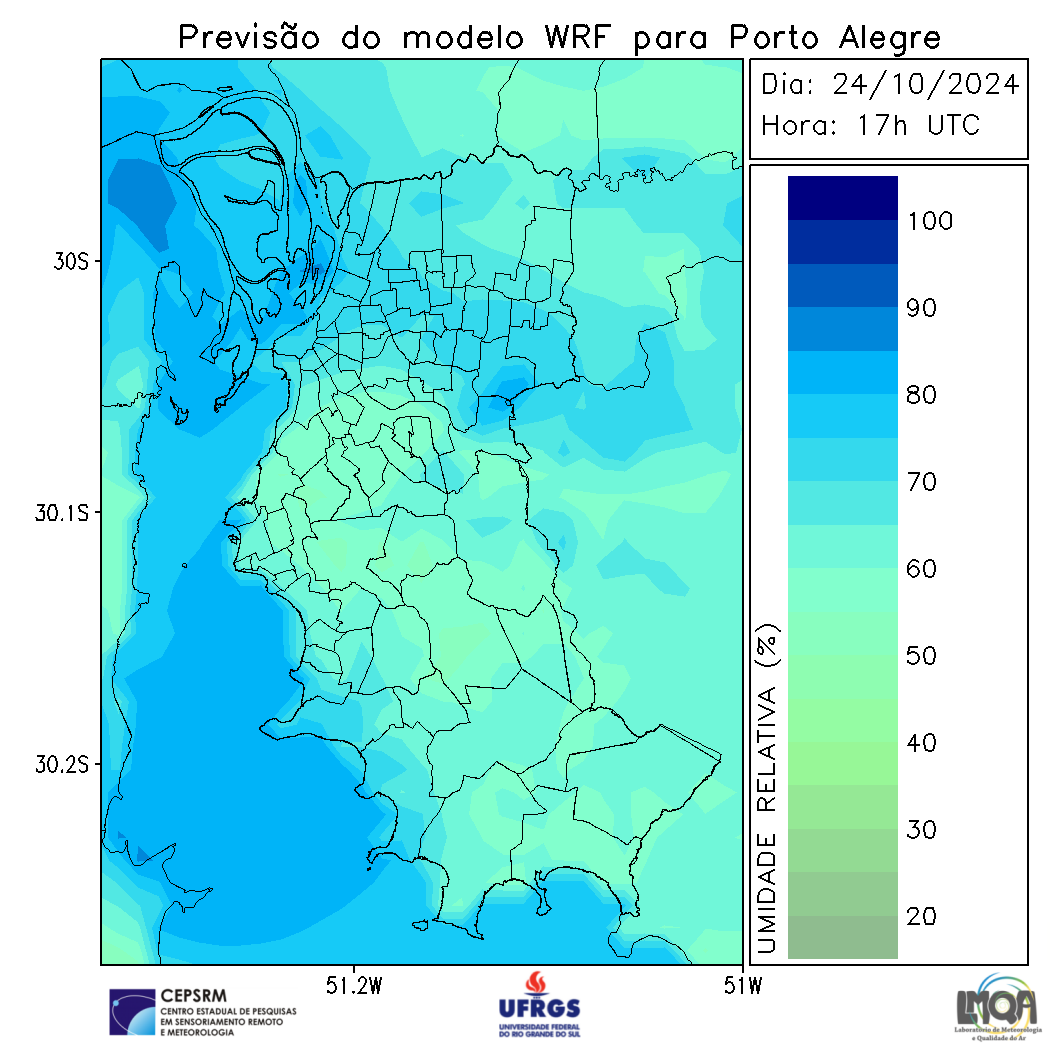 Previsão do modelo WRF para Porto Alegre
Dia: 24/10/2024
Hora: 17h UTC
30S
30.1S
30.2S
51.2W
51W
100
90
80
70
60
50
40
30
20
UMIDADE RELATIVA (%)
CEPSRM
CENTRO ESTADUAL DE PESQUISAS
EM SENSORIAMENTO REMOTO
E METEOROLOGIA
UFRGS
UNIVERSIDADE FEDERAL
DO RIO GRANDE DO SUL
LMQA
Laboratório de Meteorologia
e Qualidade do Ar